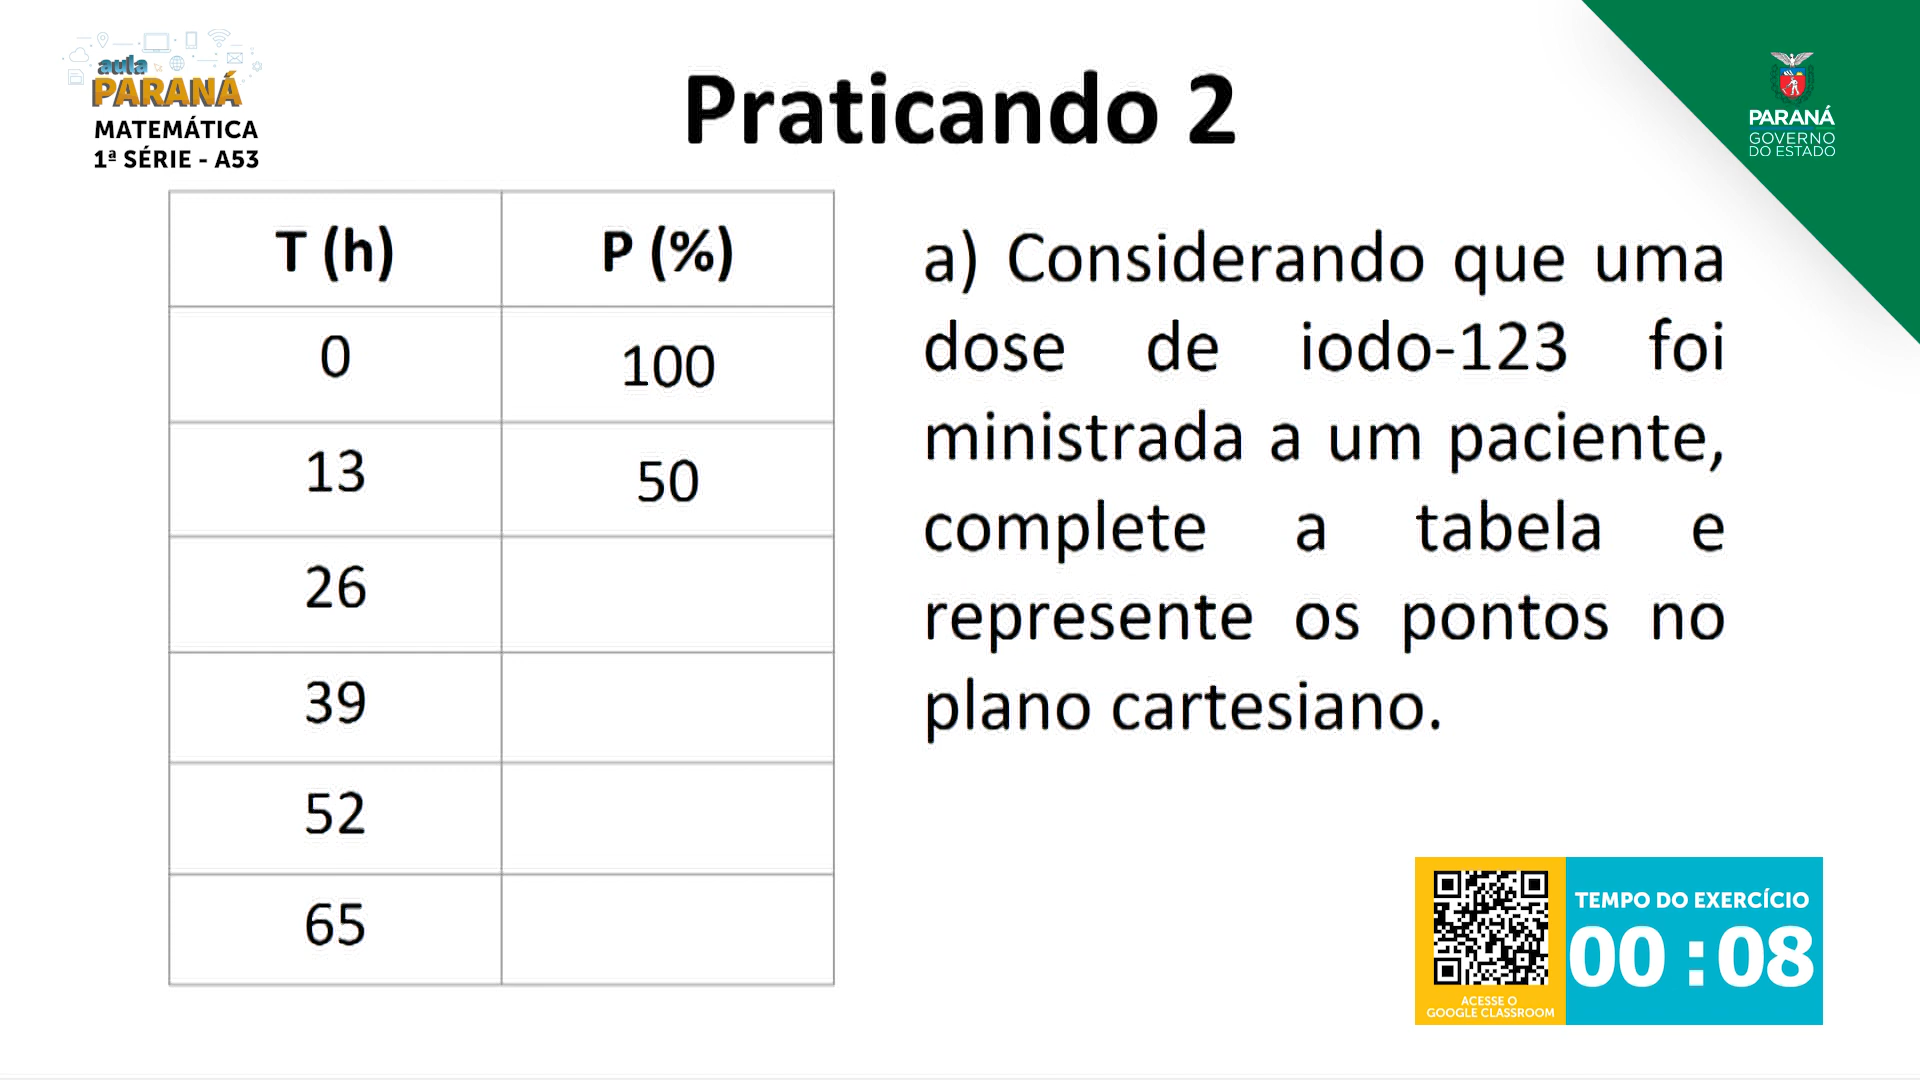 aula
PARANÁ
MATEMÁTICA
1ª SÉRIE - A53
Praticando 2
PARANÁ
GOVERNO
DO ESTADO
T (h) P (%)
0 100
13 50
26
39
52
65
a) Considerando que uma
dose de iodo-123 foi
ministrada a um paciente,
complete a tabela e
represente os pontos no
plano cartesiano.
TEMPO DO EXERCÍCIO
00 : 08
ACESSE O
GOOGLE CLASSROOM